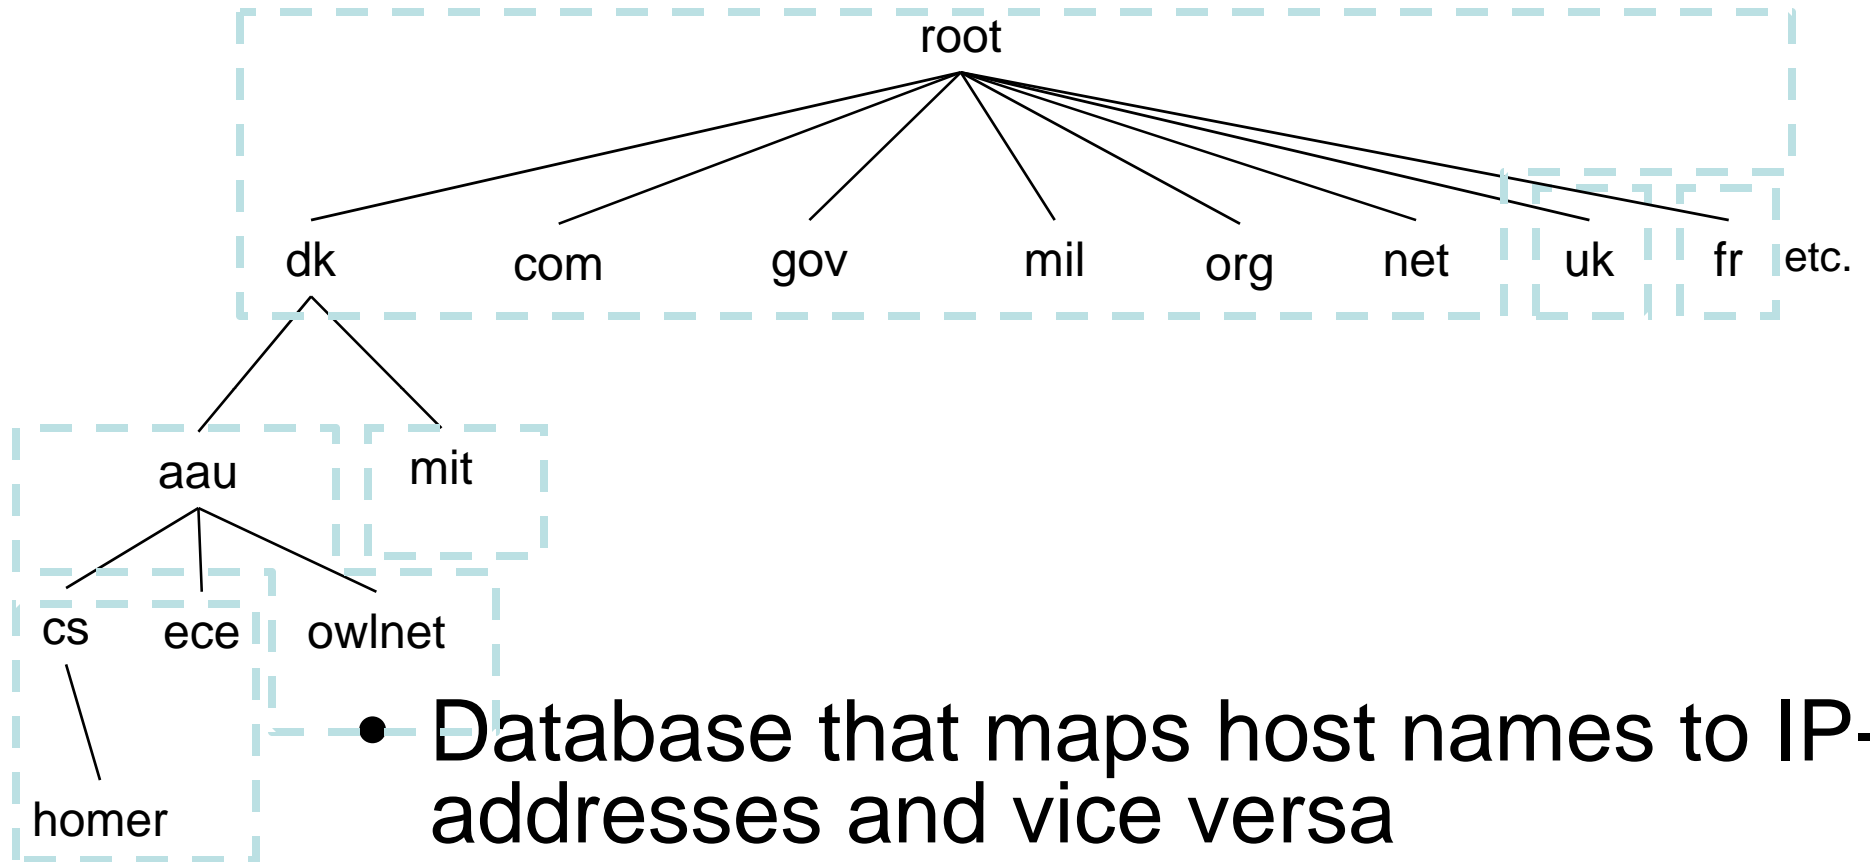 root
dk com gov mil org net uk fr etc.
aau mit
cs ece owlnet
homer
• Database that maps host names to IP-
addresses and vice versa